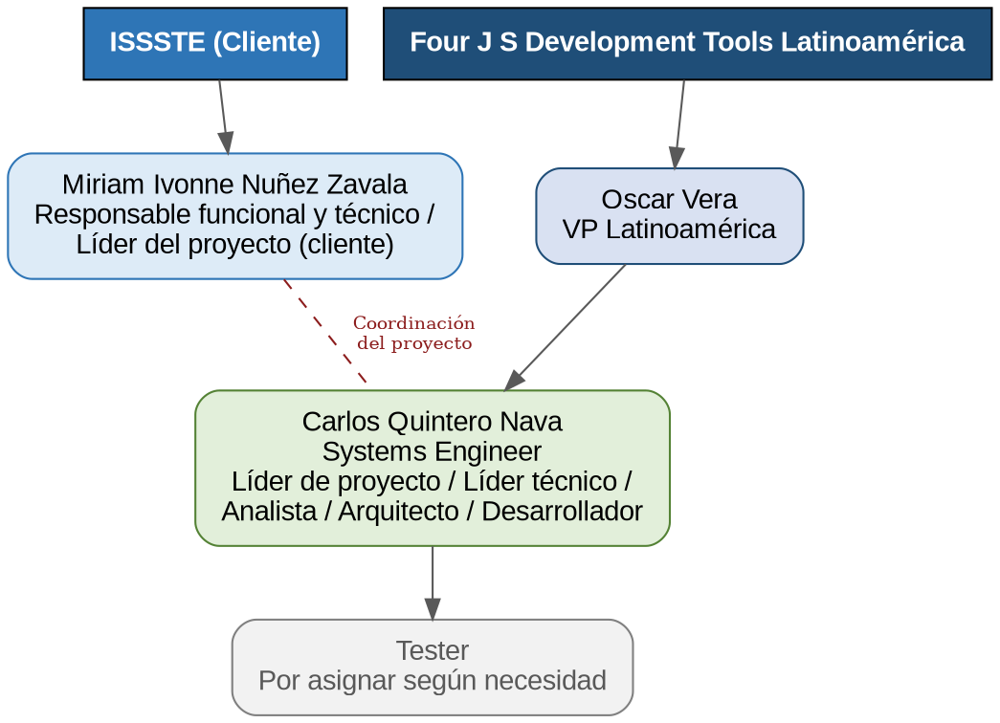 ISSSTE (Cliente)
Four J S Development Tools Latinoamérica
Miriam Ivonne Nuñez Zavala
Responsable funcional y técnico /
Líder del proyecto (cliente)
Oscar Vera
VP Latinoamérica
Coordinación
del proyecto
Carlos Quintero Nava
Systems Engineer
Líder de proyecto / Líder técnico /
Analista / Arquitecto / Desarrollador
Tester
Por asignar según necesidad